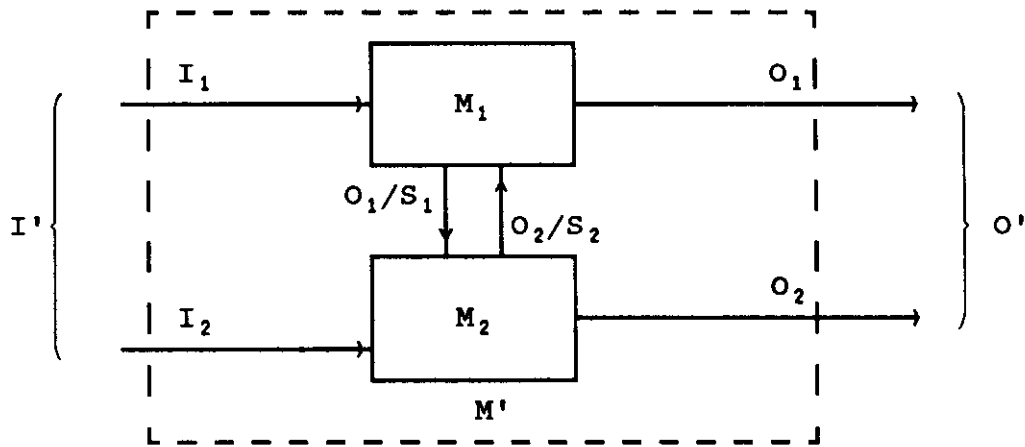 I₁ O₁
M₁
O₁/S₁
I' O₂/S₂ O'
O₂
I₂ M₂
M'